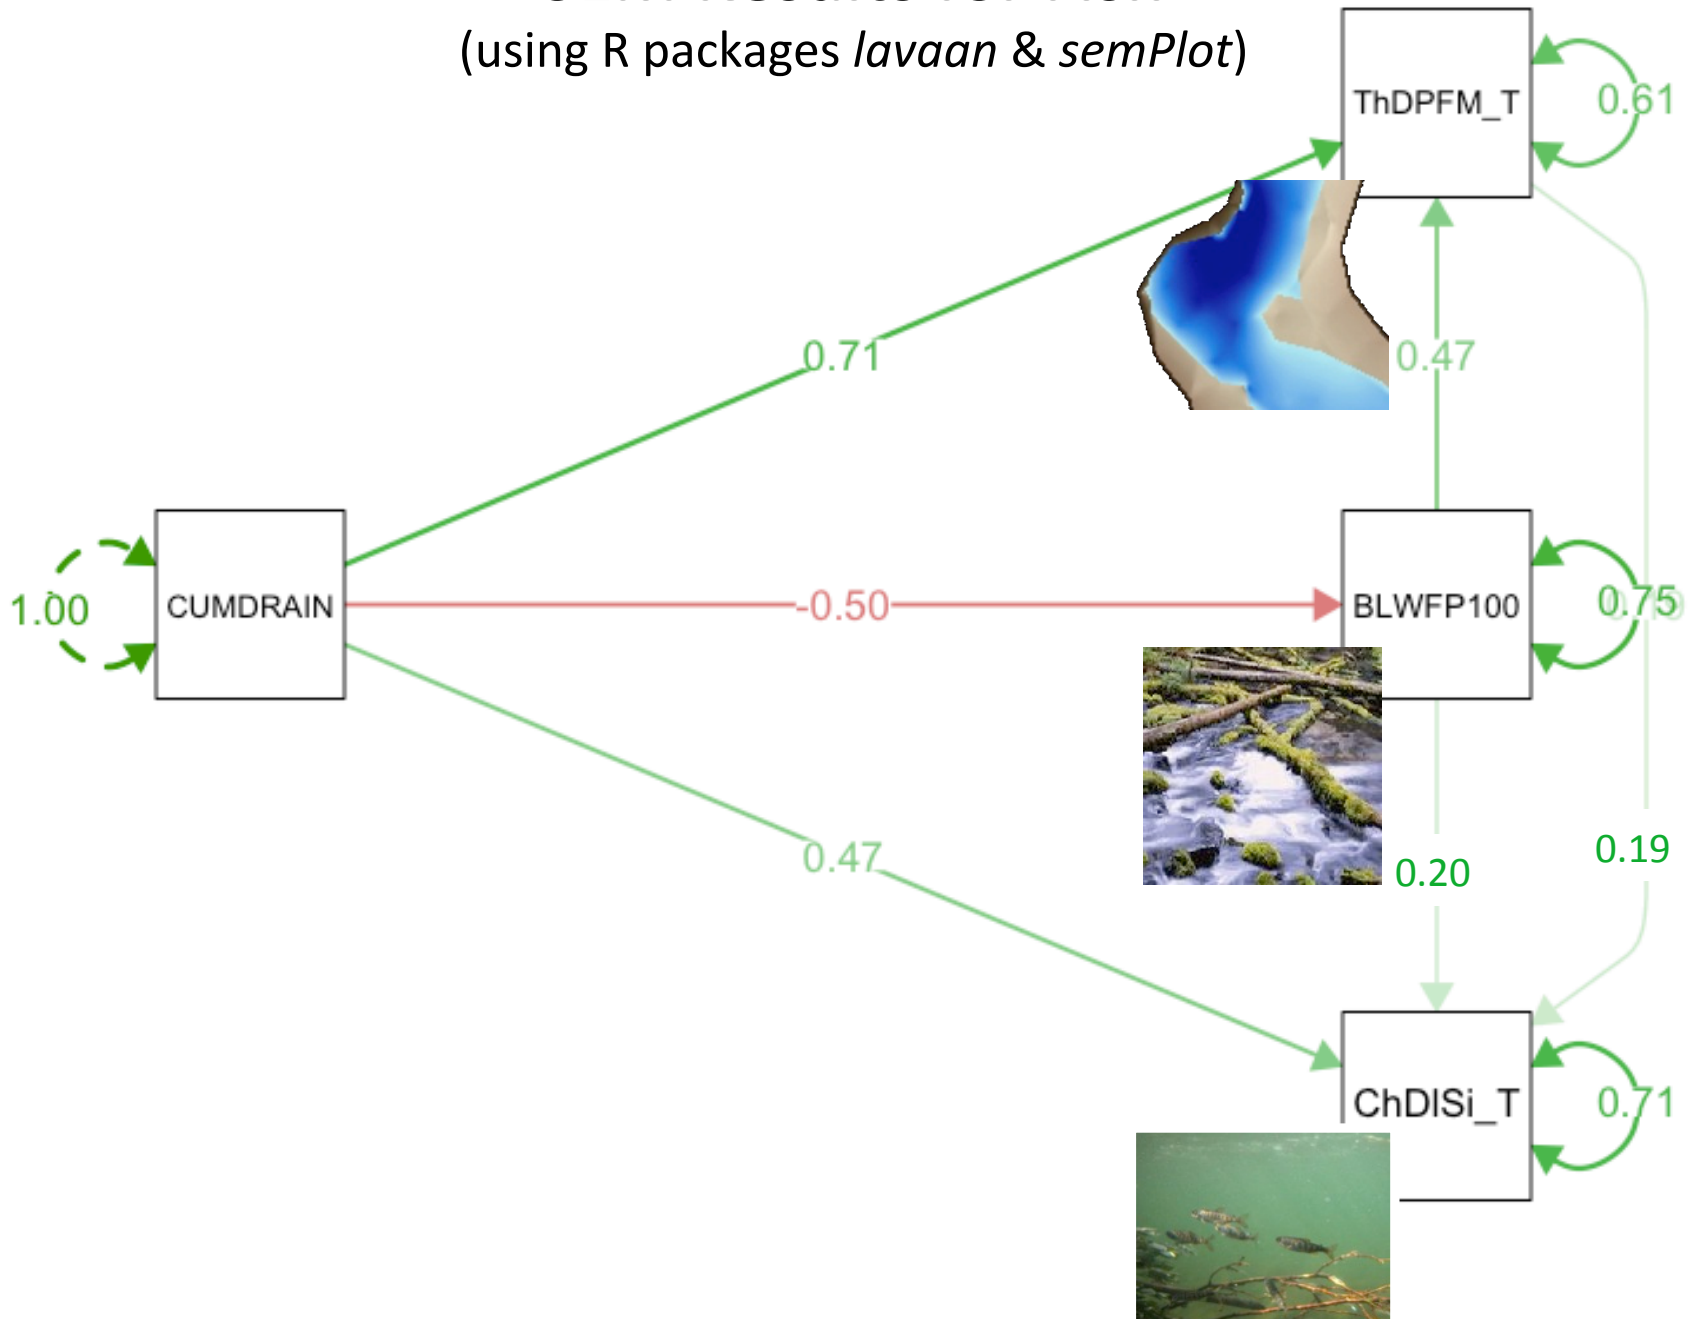 (using R packages lavaan & semPlot)
ThDPFM_T
0.61
0.71
0.47
1.00
CUMDRAIN
-0.50
BLWFP100
0.75
0.47
0.20
0.19
ChDISi_T
0.71